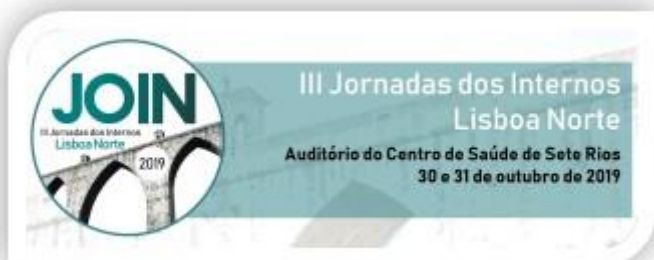 JOIN
III Jornadas dos Internos
Lisboa Norte
2019
III Jornadas dos Internos
Lisboa Norte
Auditório do Centro de Saúde de Sete Rios
30 e 31 de outubro de 2019